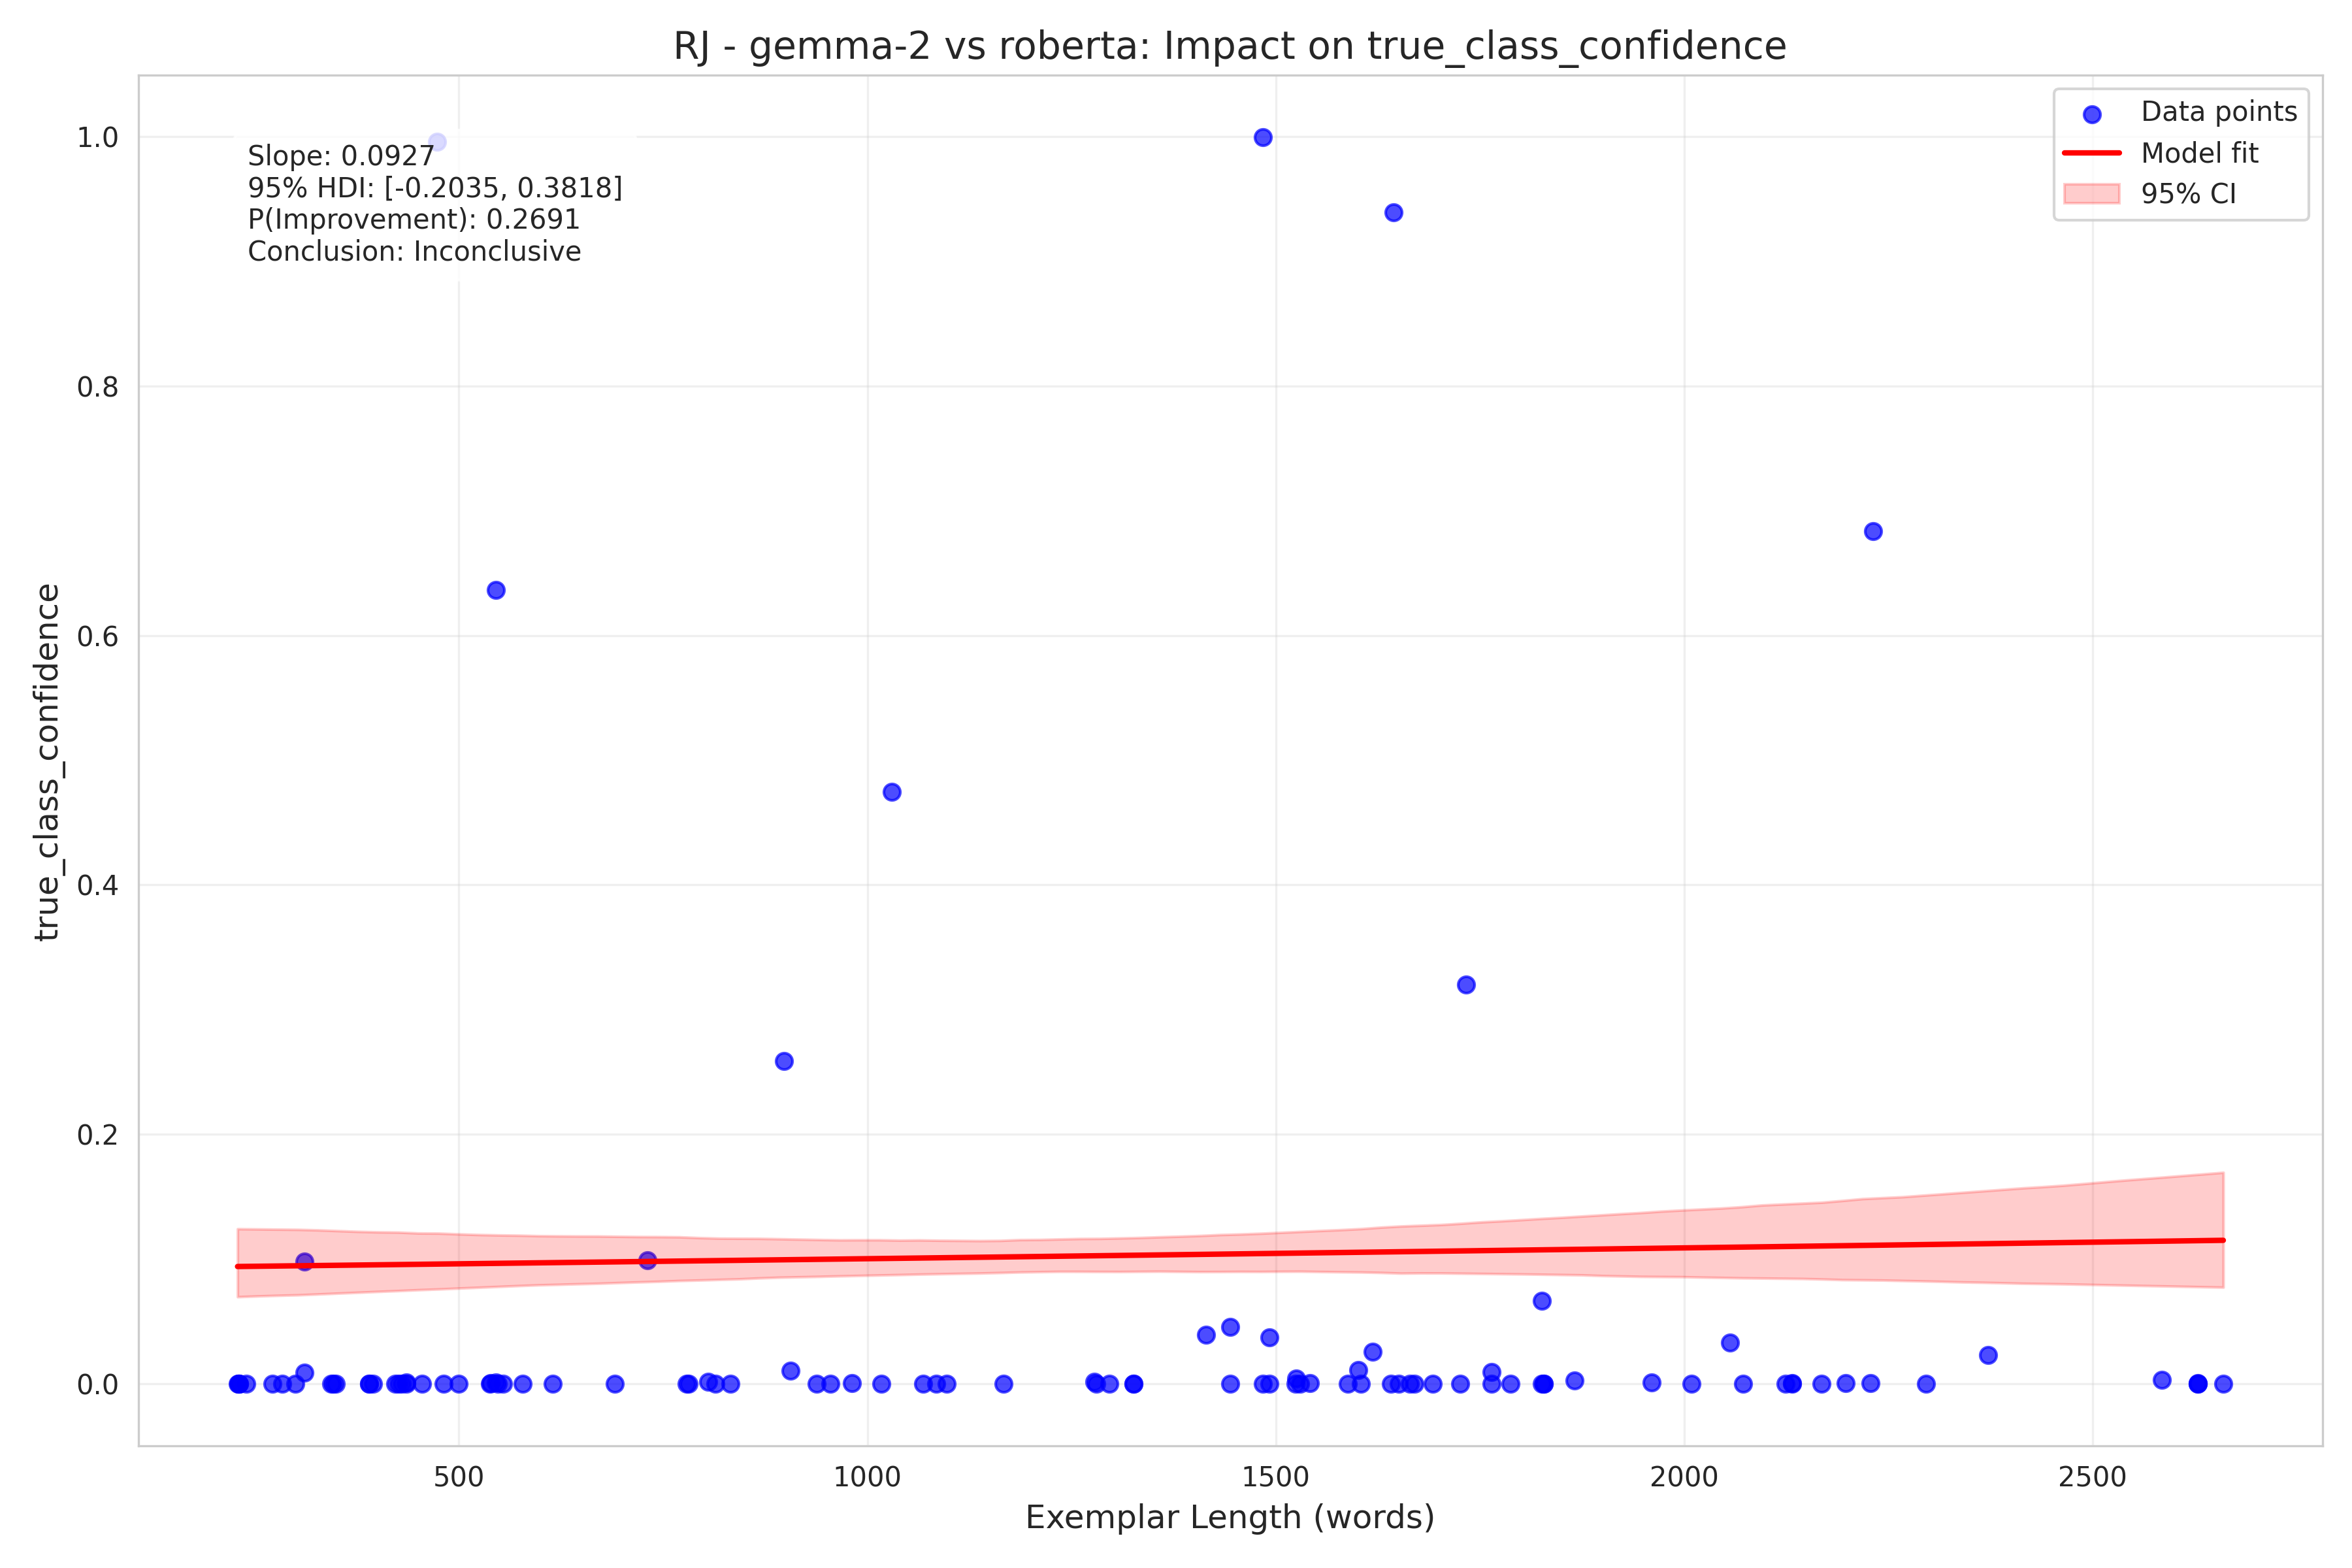 RJ - gemma-2 vs roberta: Impact on true_class_confidence
Data points
Model fit
95% CI
Slope: 0.0927
95% HDI: [-0.2035, 0.3818]
P(Improvement): 0.2691
Conclusion: Inconclusive
true_class_confidence
1.0
0.8
0.6
0.4
0.2
0.0
500
1000
1500
2000
2500
Exemplar Length (words)